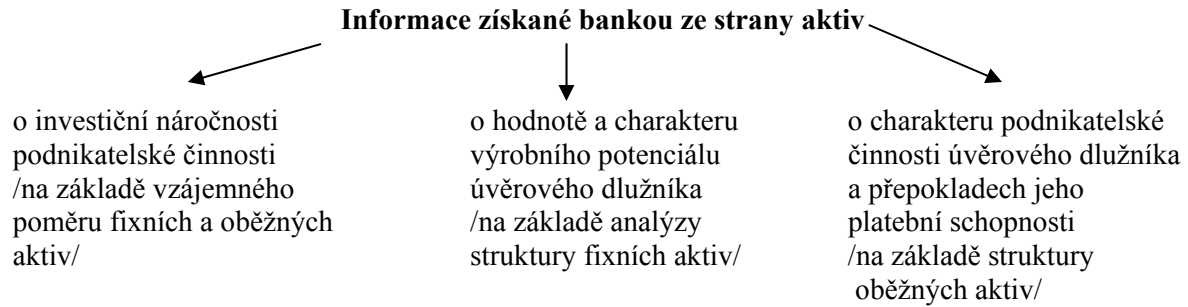 Informace získané bankou ze strany aktiv
o investiční náročnosti
podnikatelské činnosti
/na základě vzájemného
poměru fixních a oběžných
aktiv/
o hodnotě a charakteru
výrobního potenciálu
úvěrového dlužníka
/na základě analýzy
struktury fixních aktiv/
o charakteru podnikatelské
činnosti úvěrového dlužníka
a přepokladech jeho
platební schopnosti
/na základě struktury
oběžných aktiv/